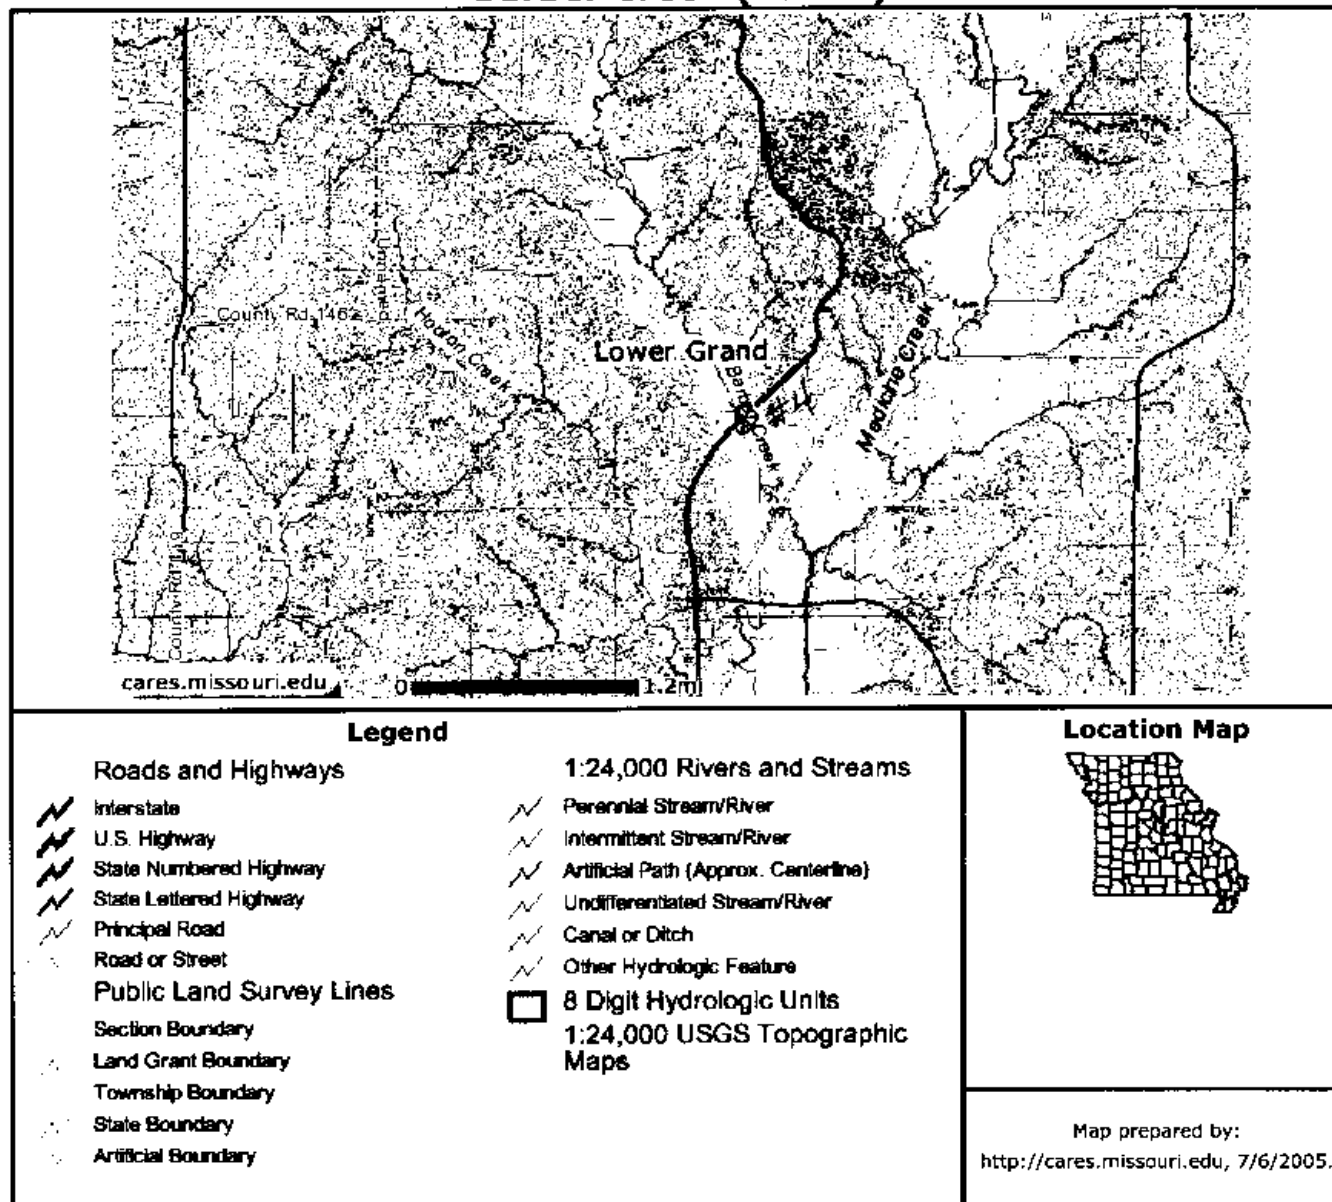 County Rd 146
Hobton Creek
Lower Grand
Medicine Creek
Creek
County Rd 119
cares.missouri.edu
0 1.2mi
Legend
Roads and Highways
Interstate
U.S. Highway
State Numbered Highway
State Lettered Highway
Principal Road
Road or Street
Public Land Survey Lines
Section Boundary
Land Grant Boundary
Township Boundary
State Boundary
Artificial Boundary
1:24,000 Rivers and Streams
Perennial Stream/River
Intermittent Stream/River
Artificial Path (Approx. Centerline)
Undifferentiated Stream/River
Canal or Ditch
Other Hydrologic Feature
8 Digit Hydrologic Units
1:24,000 USGS Topographic
Maps
Location Map
Map prepared by:
http://cares.missouri.edu, 7/6/2005.